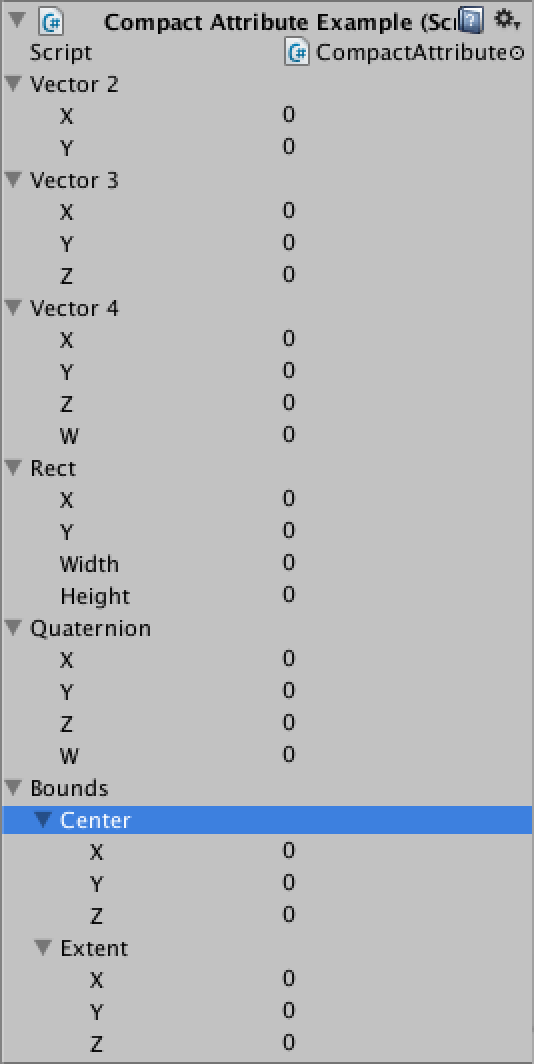 C# Compact Attribute Example (Sc ?
Script C# CompactAttribute
Vector 2
X 0
Y 0
Vector 3
X 0
Y 0
Z 0
Vector 4
X 0
Y 0
Z 0
W 0
Rect
X 0
Y 0
Width 0
Height 0
Quaternion
X 0
Y 0
Z 0
W 0
Bounds
Center
X 0
Y 0
Z 0
Extent
X 0
Y 0
Z 0